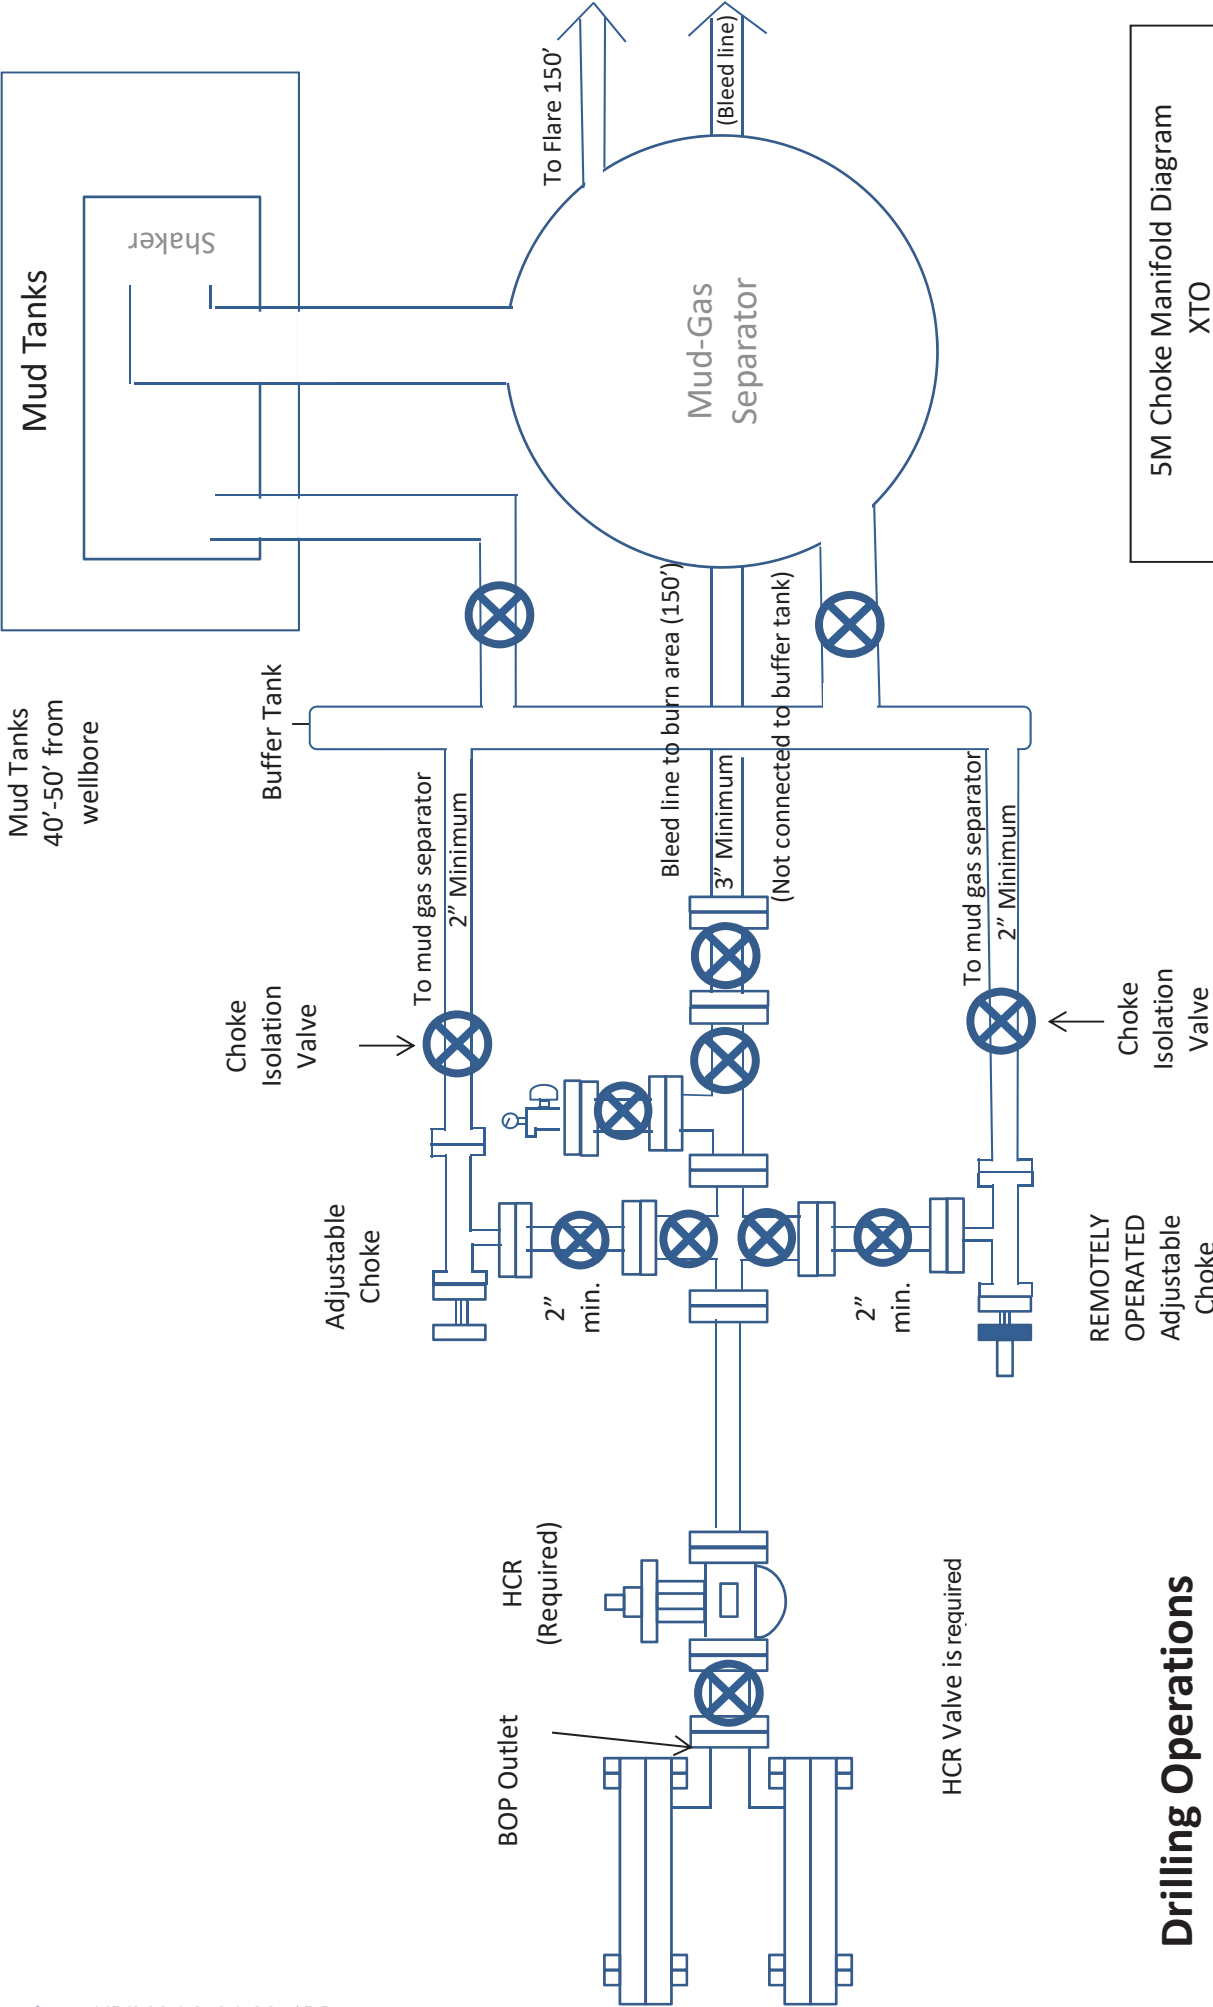 Mud Tanks
Shaker
Mud Tanks
40’-50’ from
wellbore
Buffer Tank
To Flare 150’
(Bleed line)
Mud-Gas
Separator
Choke
Isolation
Valve
To mud gas separator
2” Minimum
Bleed line to burn area (150’)
3” Minimum
(Not connected to buffer tank)
To mud gas separator
2” Minimum
Choke
Isolation
Valve
Adjustable
Choke
2”
min.
2”
min.
REMOTELY
OPERATED
Adjustable
Choke
HCR
(Required)
BOP Outlet
HCR Valve is required
Drilling Operations
5M Choke Manifold Diagram
XTO